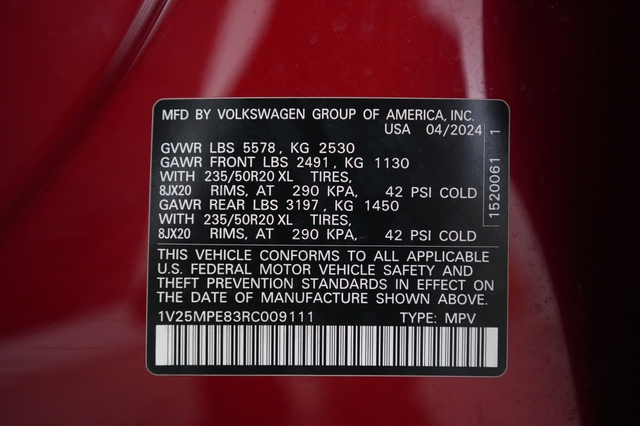 MFD BY VOLKSWAGEN GROUP OF AMERICA, INC.
USA 04/2024
GVWR LBS 5578, KG 2530
GAWR FRONT LBS 2491, KG 1130
WITH 235/50R20 XL TIRES,
8JX20 RIMS, AT 290 KPA, 42 PSI COLD
GAWR REAR LBS 3197, KG 1450
WITH 235/50R20 XL TIRES,
8JX20 RIMS, AT 290 KPA, 42 PSI COLD
1520061 1
THIS VEHICLE CONFORMS TO ALL APPLICABLE
U.S. FEDERAL MOTOR VEHICLE SAFETY AND
THEFT PREVENTION STANDARDS IN EFFECT ON
THE DATE OF MANUFACTURE SHOWN ABOVE.
1V25MPE83RC009111 TYPE: MPV